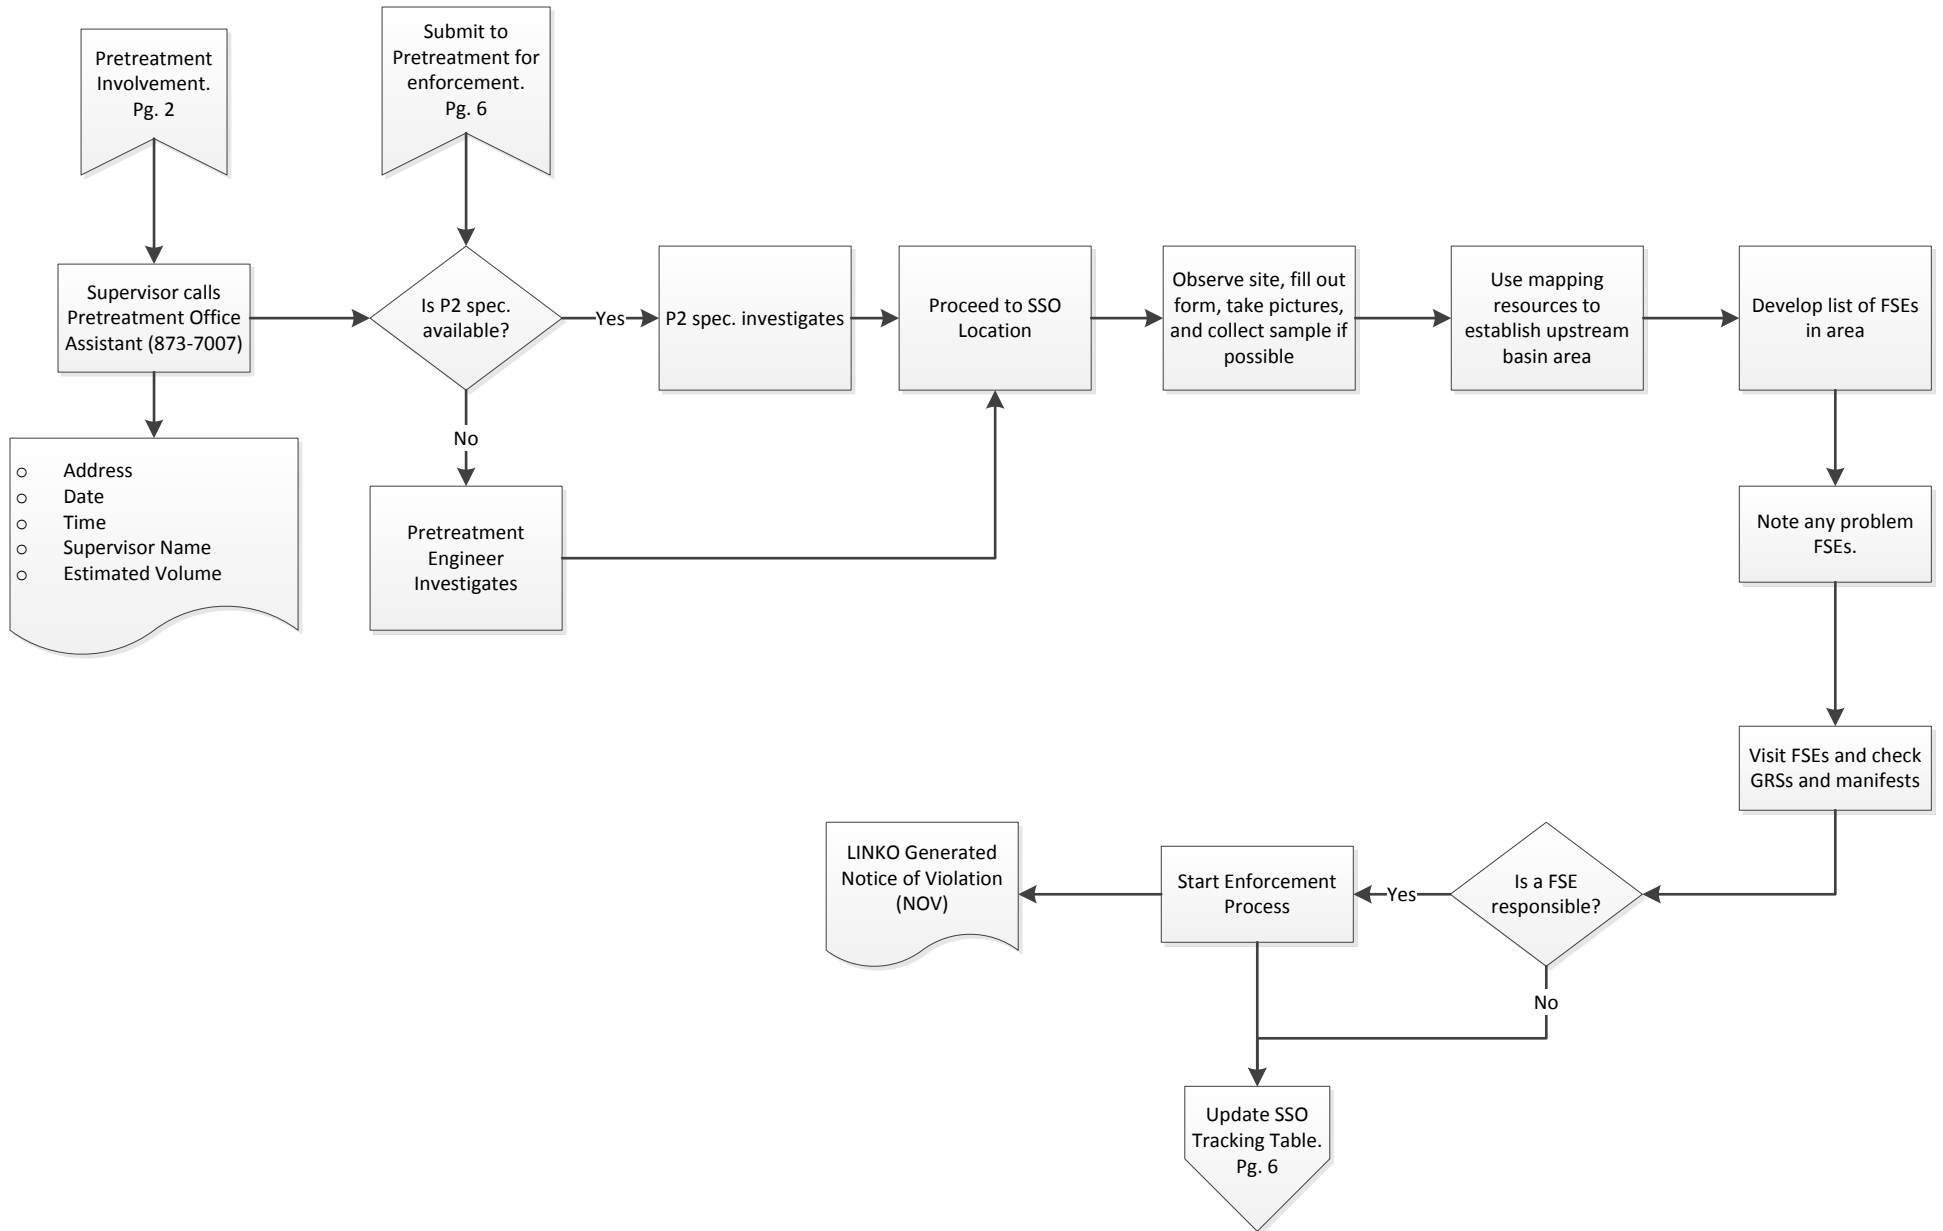 Pretreatment
Involvement.
Pg. 2
Submit to
Pretreatment for
enforcement.
Pg. 6
Supervisor calls
Pretreatment Office
Assistant (873-7007)
Is P2 spec.
available?
Yes
P2 spec. investigates
Proceed to SSO
Location
Observe site, fill out
form, take pictures,
and collect sample if
possible
Use mapping
resources to
establish upstream
basin area
Develop list of FSEs
in area
No
o Address
o Date
o Time
o Supervisor Name
o Estimated Volume
Pretreatment
Engineer
Investigates
Note any problem
FSEs.
Visit FSEs and check
GRSs and manifests
Is a FSE
responsible?
Yes
Start Enforcement
Process
LINKO Generated
Notice of Violation
(NOV)
No
Update SSO
Tracking Table.
Pg. 6